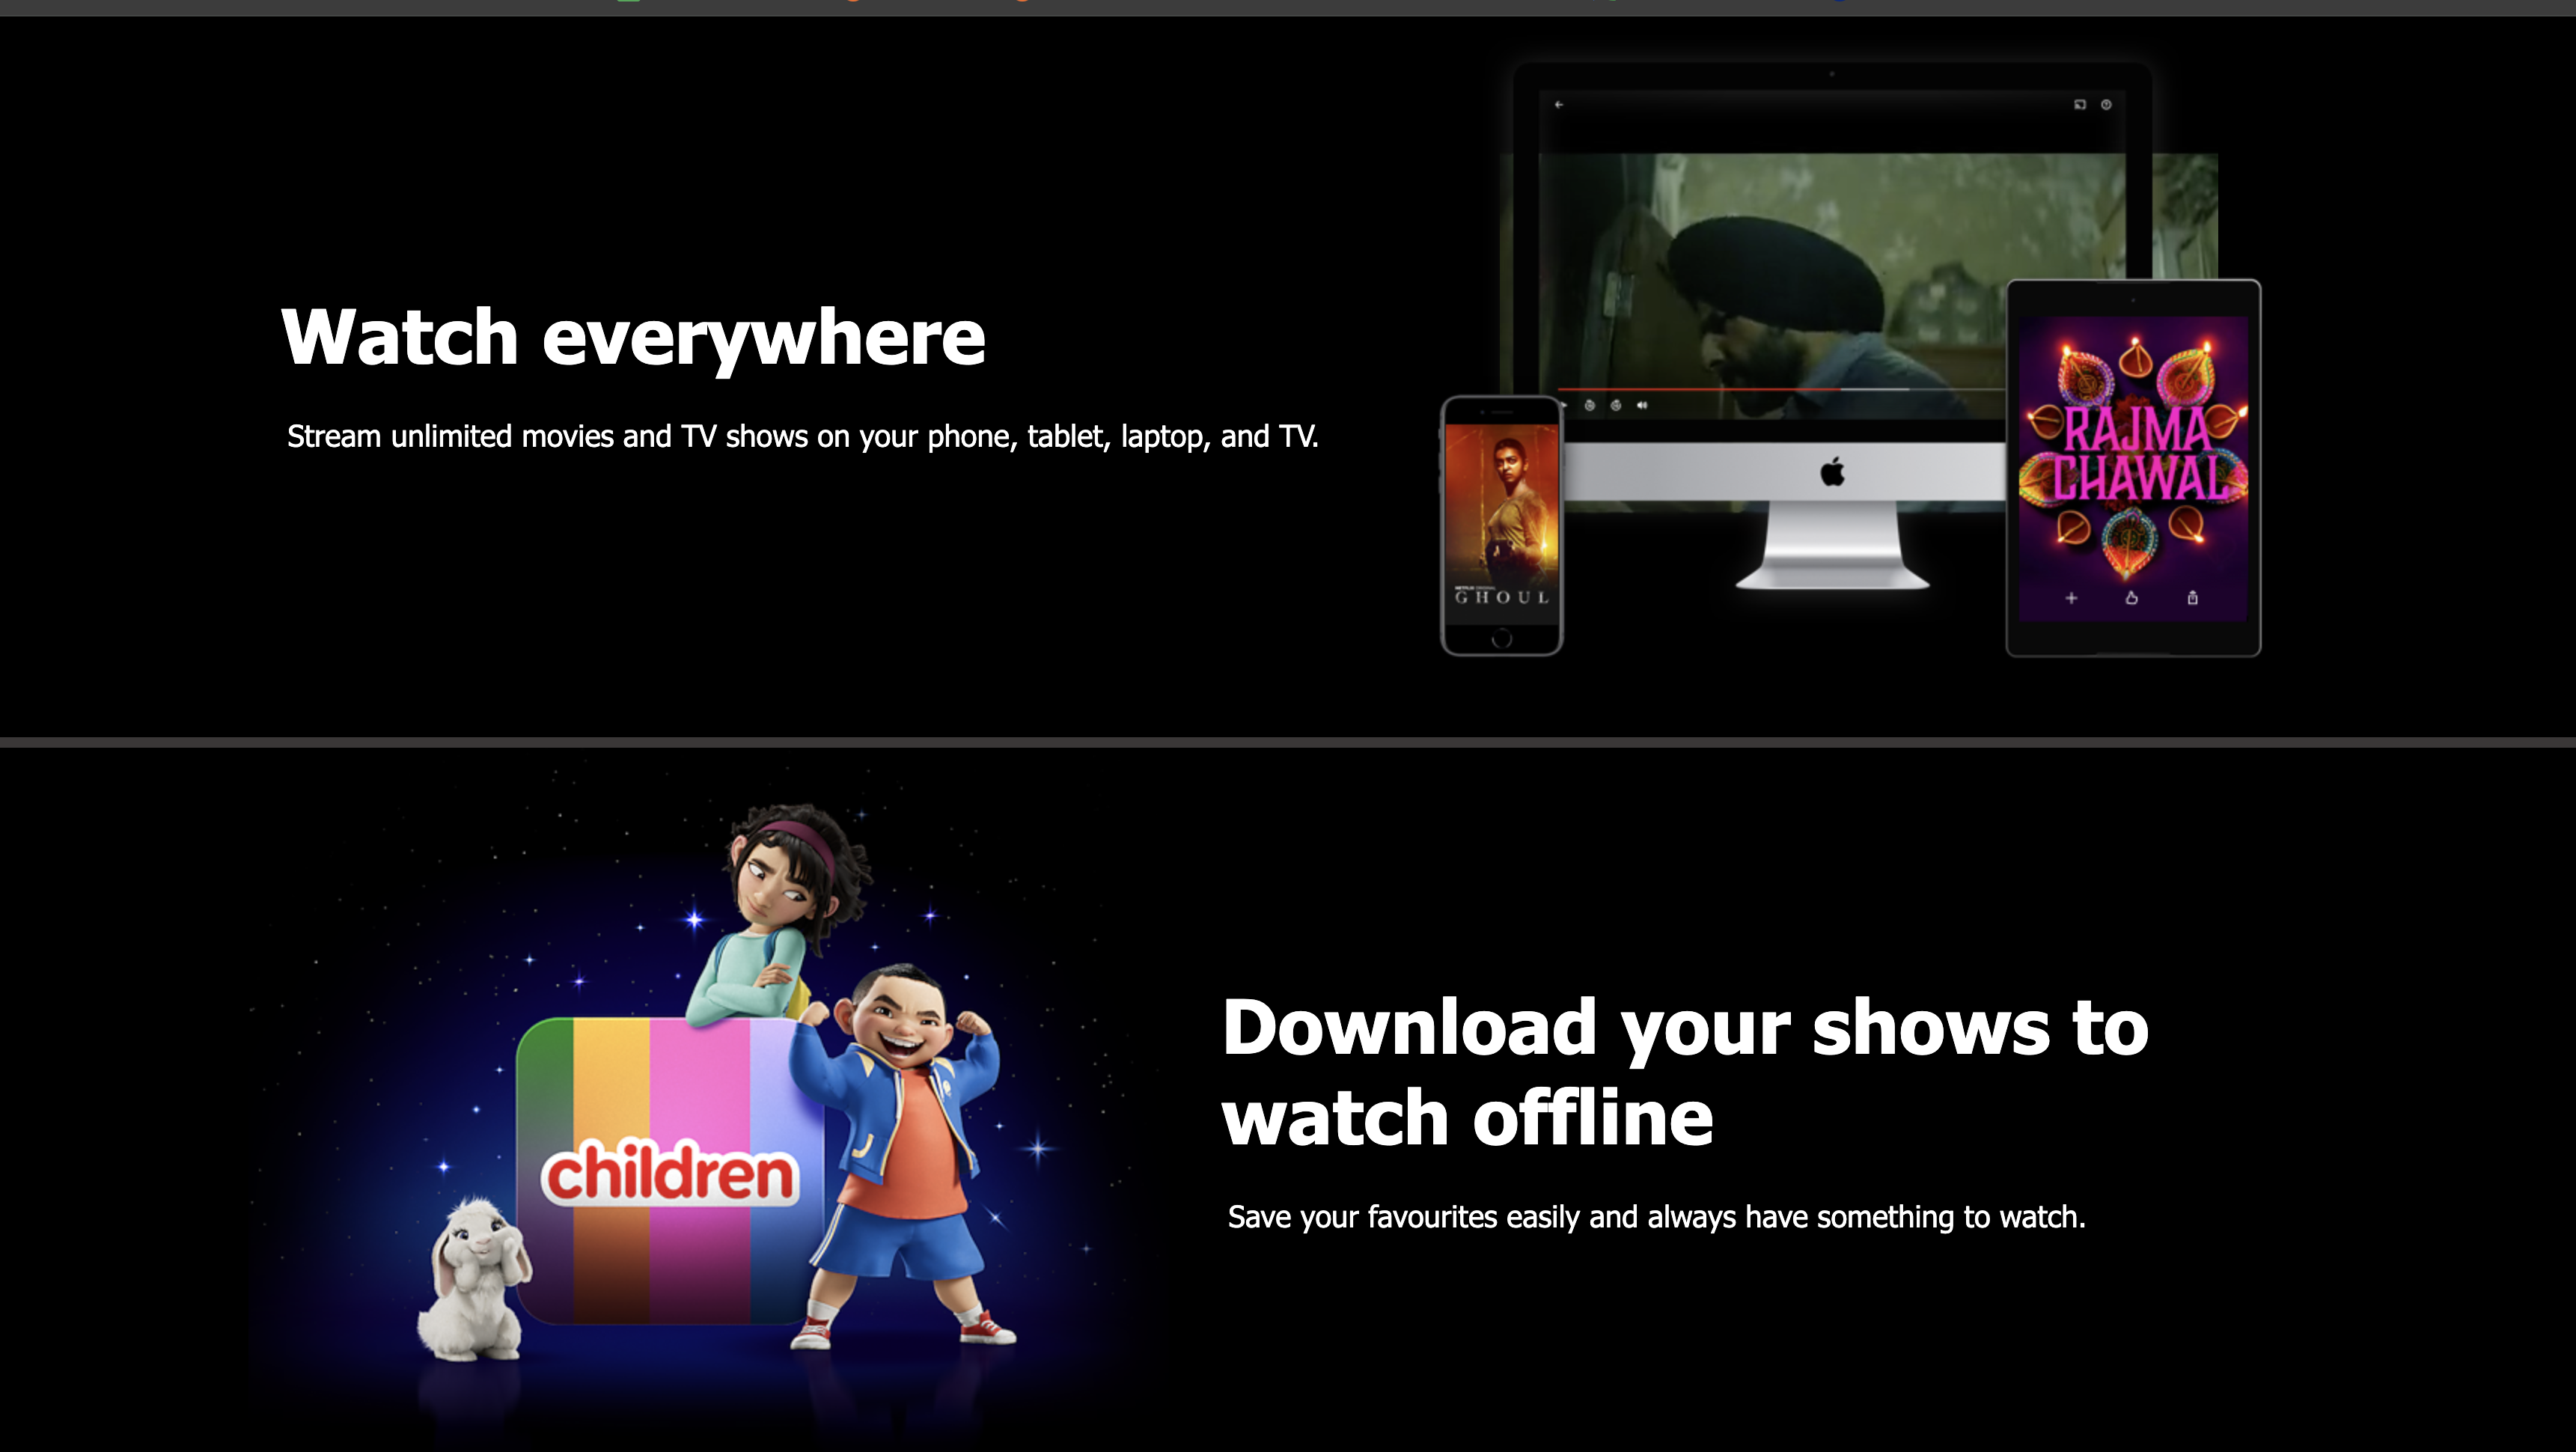 Watch everywhere
Stream unlimited movies and TV shows on your phone, tablet, laptop, and TV.
GHOUL
RAJMA
CHAWAL
children
Download your shows to
watch offline
Save your favourites easily and always have something to watch.